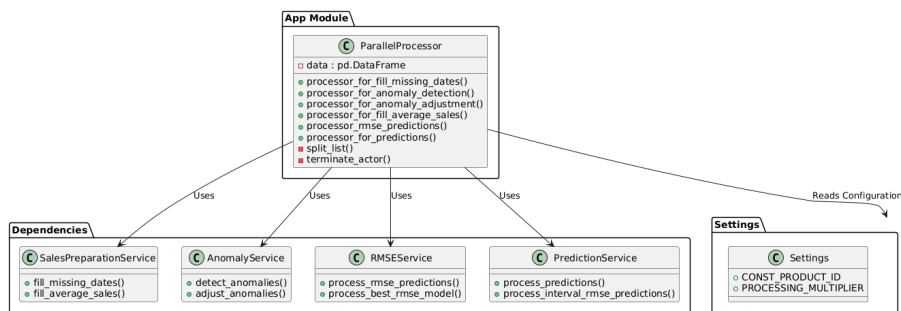 App Module
C ParallelProcessor
data : pd.DataFrame
processor_for_fill_missing_dates()
processor_for_anomaly_detection()
processor_for_anomaly_adjustment()
processor_for_fill_average_sales()
processor_rmse_predictions()
processor_for_predictions()
split_list()
terminate_actor()
Uses Uses Uses Uses Reads Configuration
Dependencies
C SalesPreparationService
fill_missing_dates()
fill_average_sales()
C AnomalyService
detect_anomalies()
adjust_anomalies()
C RMSEService
process_rmse_predictions()
process_best_rmse_model()
C PredictionService
process_predictions()
process_interval_rmse_predictions()
Settings
C Settings
CONST_PRODUCT_ID
PROCESSING_MULTIPLIER